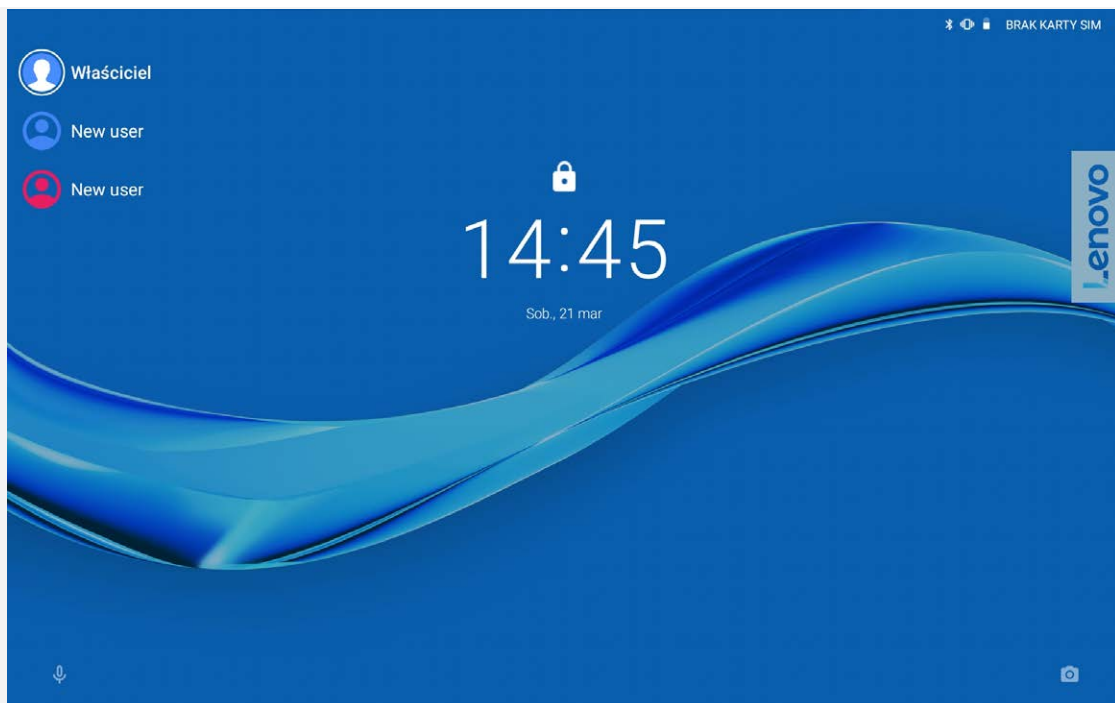 BRAK KARTY SIM
Właściciel
New user
New user
14:45
Sob., 21 mar
Lenovo